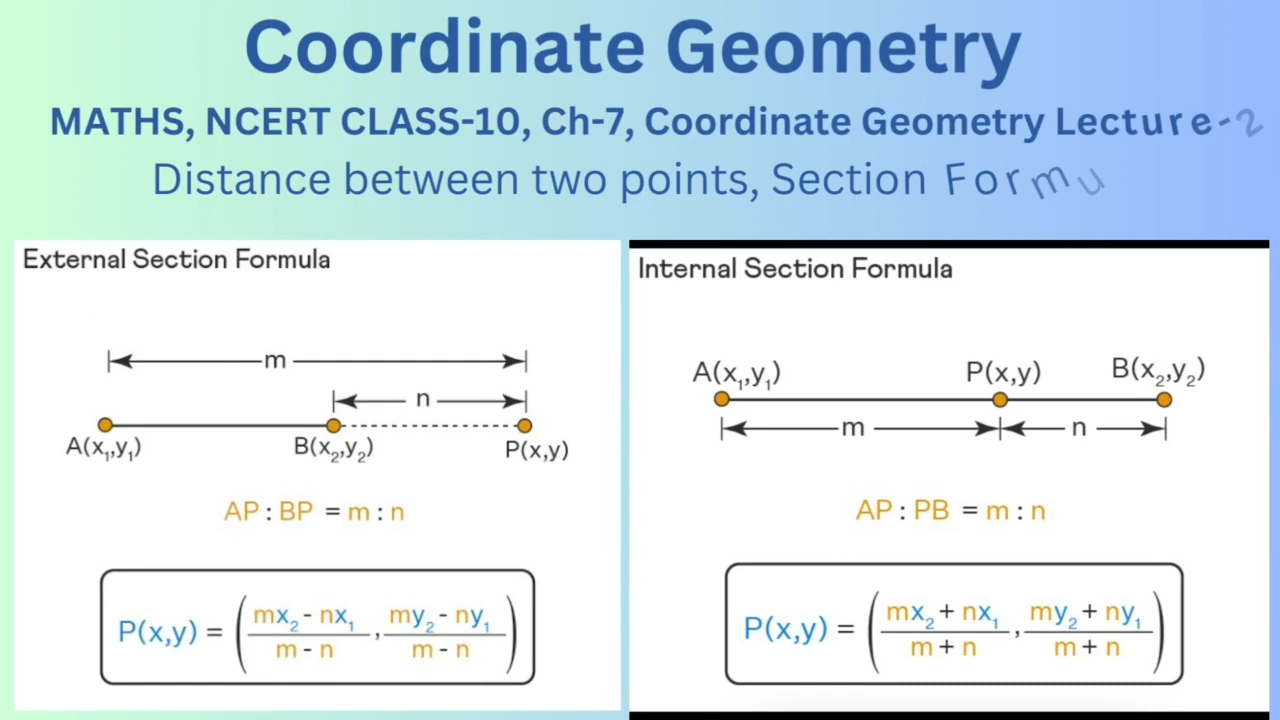 Coordinate Geometry
MATHS, NCERT CLASS-10, Ch-7, Coordinate Geometry Lecture-2
Distance between two points, Section Formu
External Section Formula
m
n
A(x₁,y₁) B(x₂,y₂) P(x,y)
AP : BP = m : n
P(x,y) = ( mx₂ - nx₁ / m - n , my₂ - ny₁ / m - n )
Internal Section Formula
A(x₁,y₁) P(x,y) B(x₂,y₂)
m n
AP : PB = m : n
P(x,y) = ( mx₂ + nx₁ / m + n , my₂ + ny₁ / m + n )